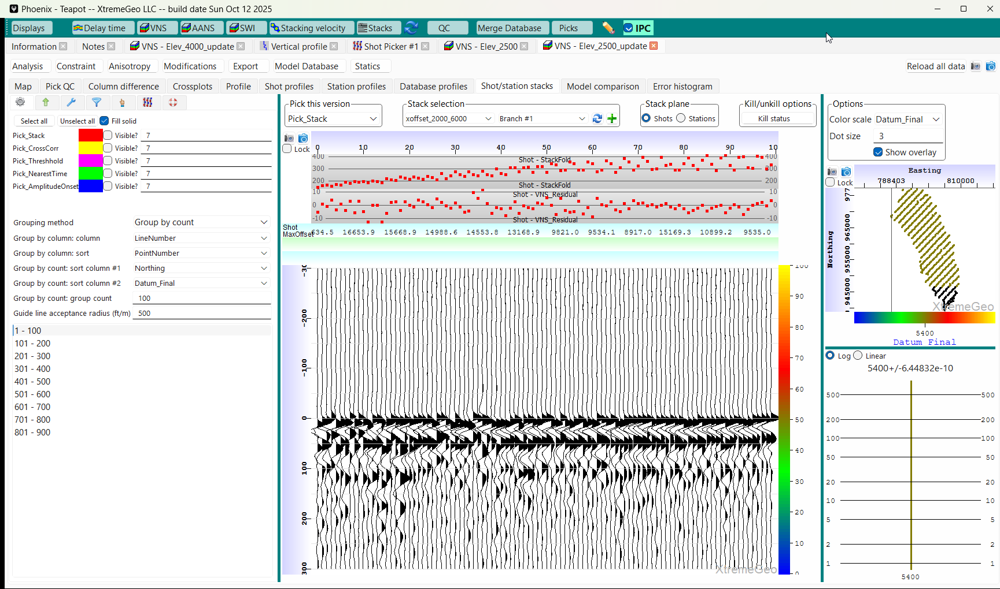 Phoenix - Teapot -- XtremeGeo LLC -- build date Sun Oct 12 2025
Displays Delay time VNS AANS SWI Stacking velocity Stacks QC Merge Database Picks IPC
Information Notes VNS - Elev_4000_update Vertical profile Shot Picker #1 VNS - Elev_2500 VNS - Elev_2500_update
Analysis Constraint Anisotropy Modifications Export Model Database Statics Reload all data
Map Pick QC Column difference Crossplots Profile Shot profiles Station profiles Database profiles Shot/station stacks Model comparison Error histogram
Select all Unselect all Fill solid
Pick_Stack Visible? 7
Pick_CrossCorr Visible? 7
Pick_Threshhold Visible? 7
Pick_NearestTime Visible? 7
Pick_AmplitudeOnset Visible? 7
Grouping method Group by count
Group by column: column LineNumber
Group by column: sort PointNumber
Group by count: sort column #1 Northing
Group by count: sort column #2 Datum_Final
Group by count: group count 100
Guide line acceptance radius (ft/m) 500
1 - 100
101 - 200
201 - 300
301 - 400
401 - 500
501 - 600
601 - 700
701 - 800
801 - 900
Pick this version
Pick_Stack
Stack selection
xoffset_2000_6000 Branch #1
Stack plane
Shots Stations
Kill/unkill options
Kill status
Lock
0 10 20 30 40 50 60 70 80 90 10
400 Shot - StackFold 400
300 300
200 Shot - StackFold 200
10 Shot - VNS_Residual 10
0 0
-10 Shot - VNS_Residual -10
Shot
MaxOffset 634.5 16653.9 15668.9 14988.6 14553.8 13168.9 9821.0 9534.1 8917.0 15169.3 10899.2 9535.0
-30
-200
-100
0
100
200
300
100
90
80
70
60
50
40
30
20
10
0
XtremeGeo
Options
Color scale Datum_Final
Dot size 3
Show overlay
Lock
Easting
788403 810000
Northing
977
965000
955000
945000
XtremeGeo
5400
Datum Final
Log Linear
5400+/-6.44832e-10
500 500
200 200
100 100
50 50
20 20
10 10
5 5
2 2
1 1
5400